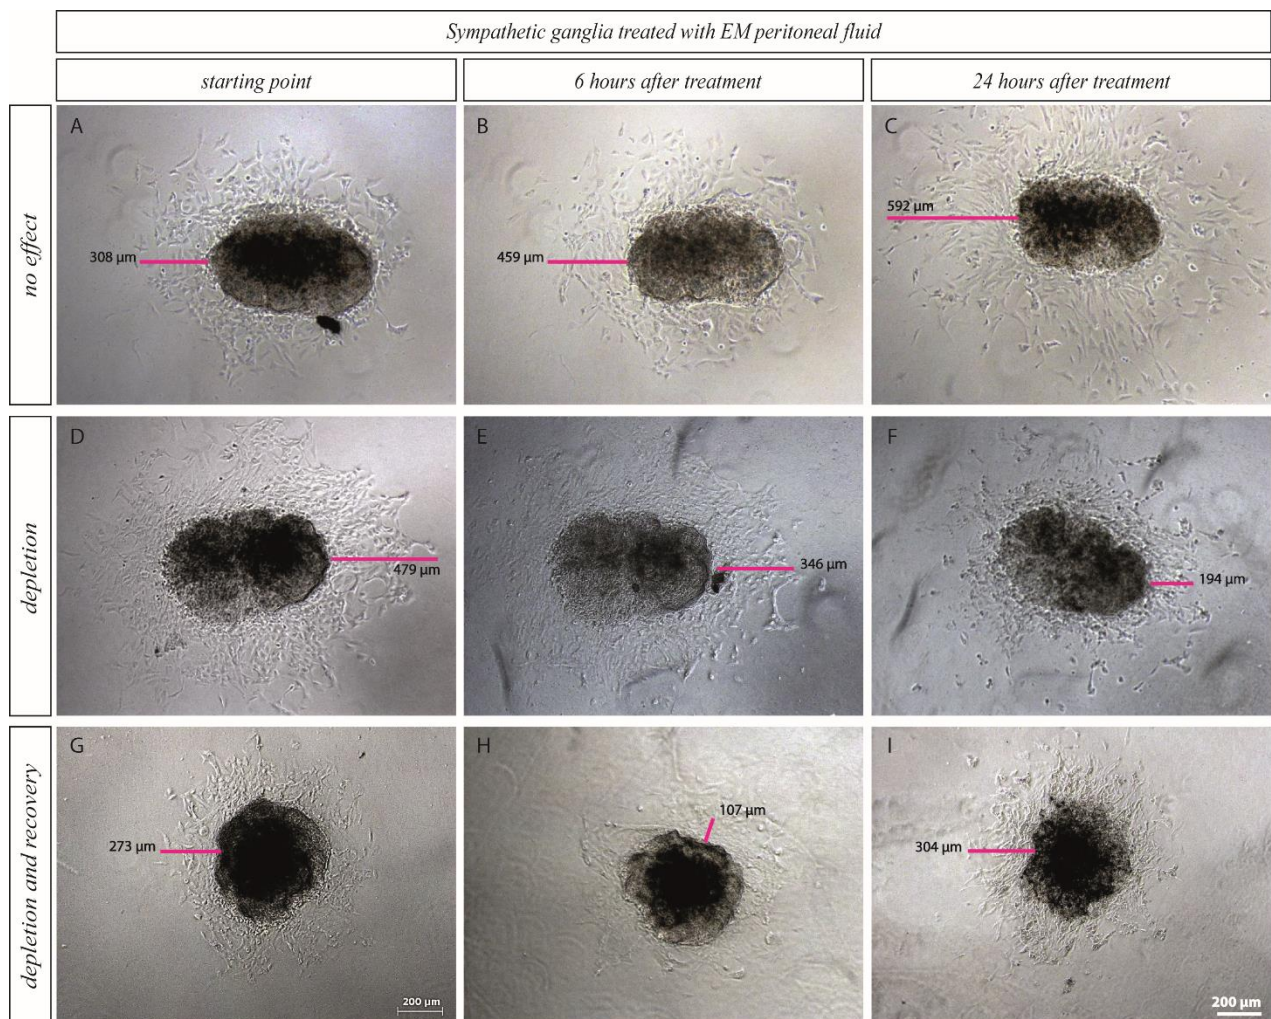 Sympathetic ganglia treated with EM peritoneal fluid
starting point
6 hours after treatment
24 hours after treatment
no effect
A
308 µm
B
459 µm
C
592 µm
depletion
D
479 µm
E
346 µm
F
194 µm
depletion and recovery
G
273 µm
200 µm
H
107 µm
I
304 µm
200 µm